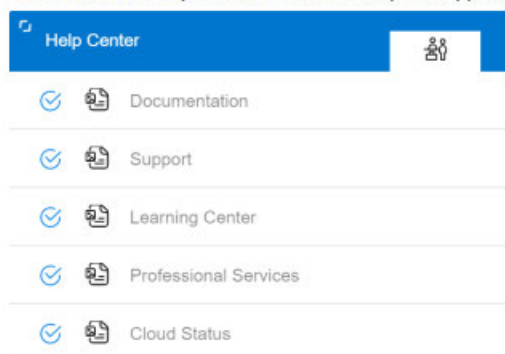 Help Center
Documentation
Support
Learning Center
Professional Services
Cloud Status